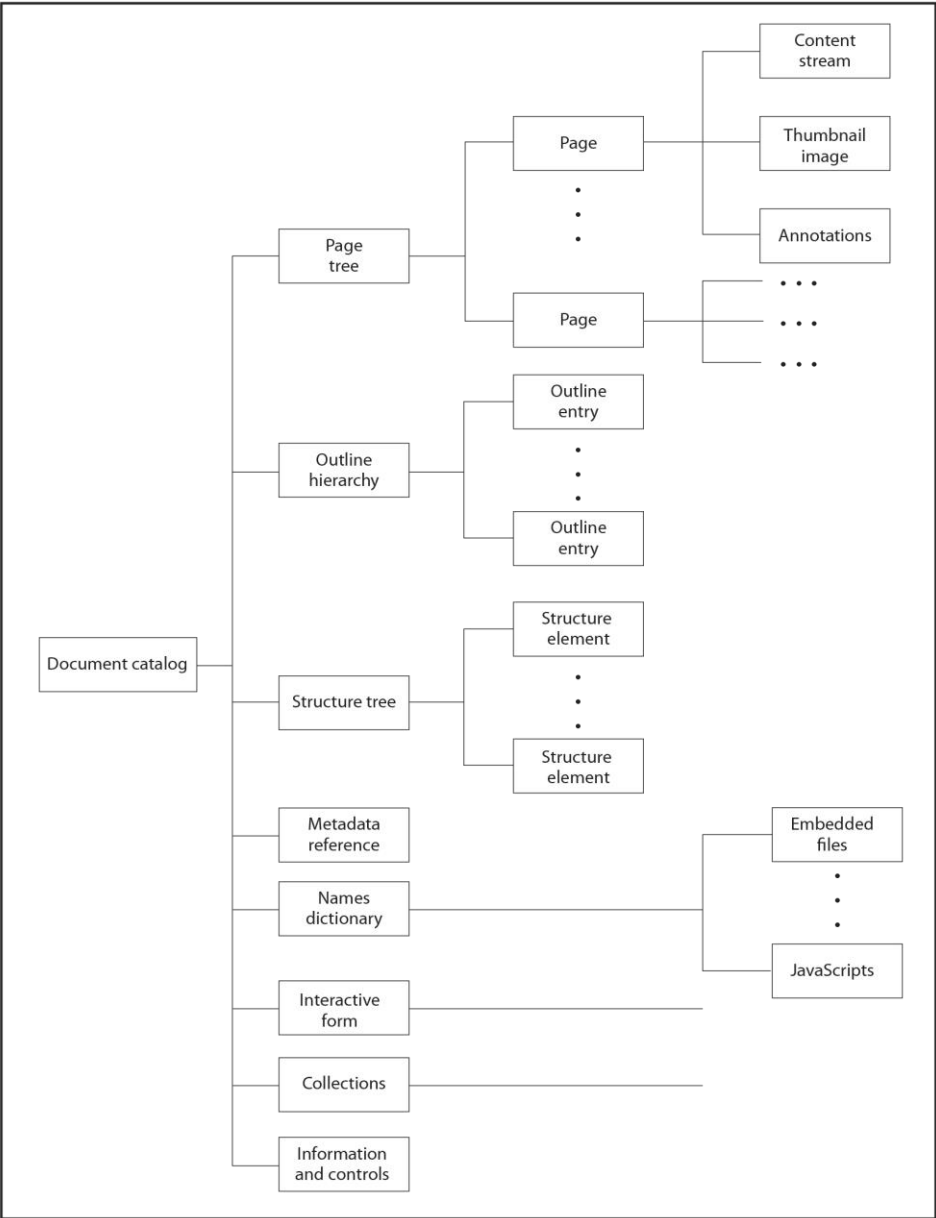 Content
stream
Page
Thumbnail
image
Page
tree
Annotations
Page
Outline
entry
Outline
hierarchy
Outline
entry
Structure
element
Document catalog
Structure tree
Structure
element
Metadata
reference
Embedded
files
Names
dictionary
JavaScripts
Interactive
form
Collections
Information
and controls